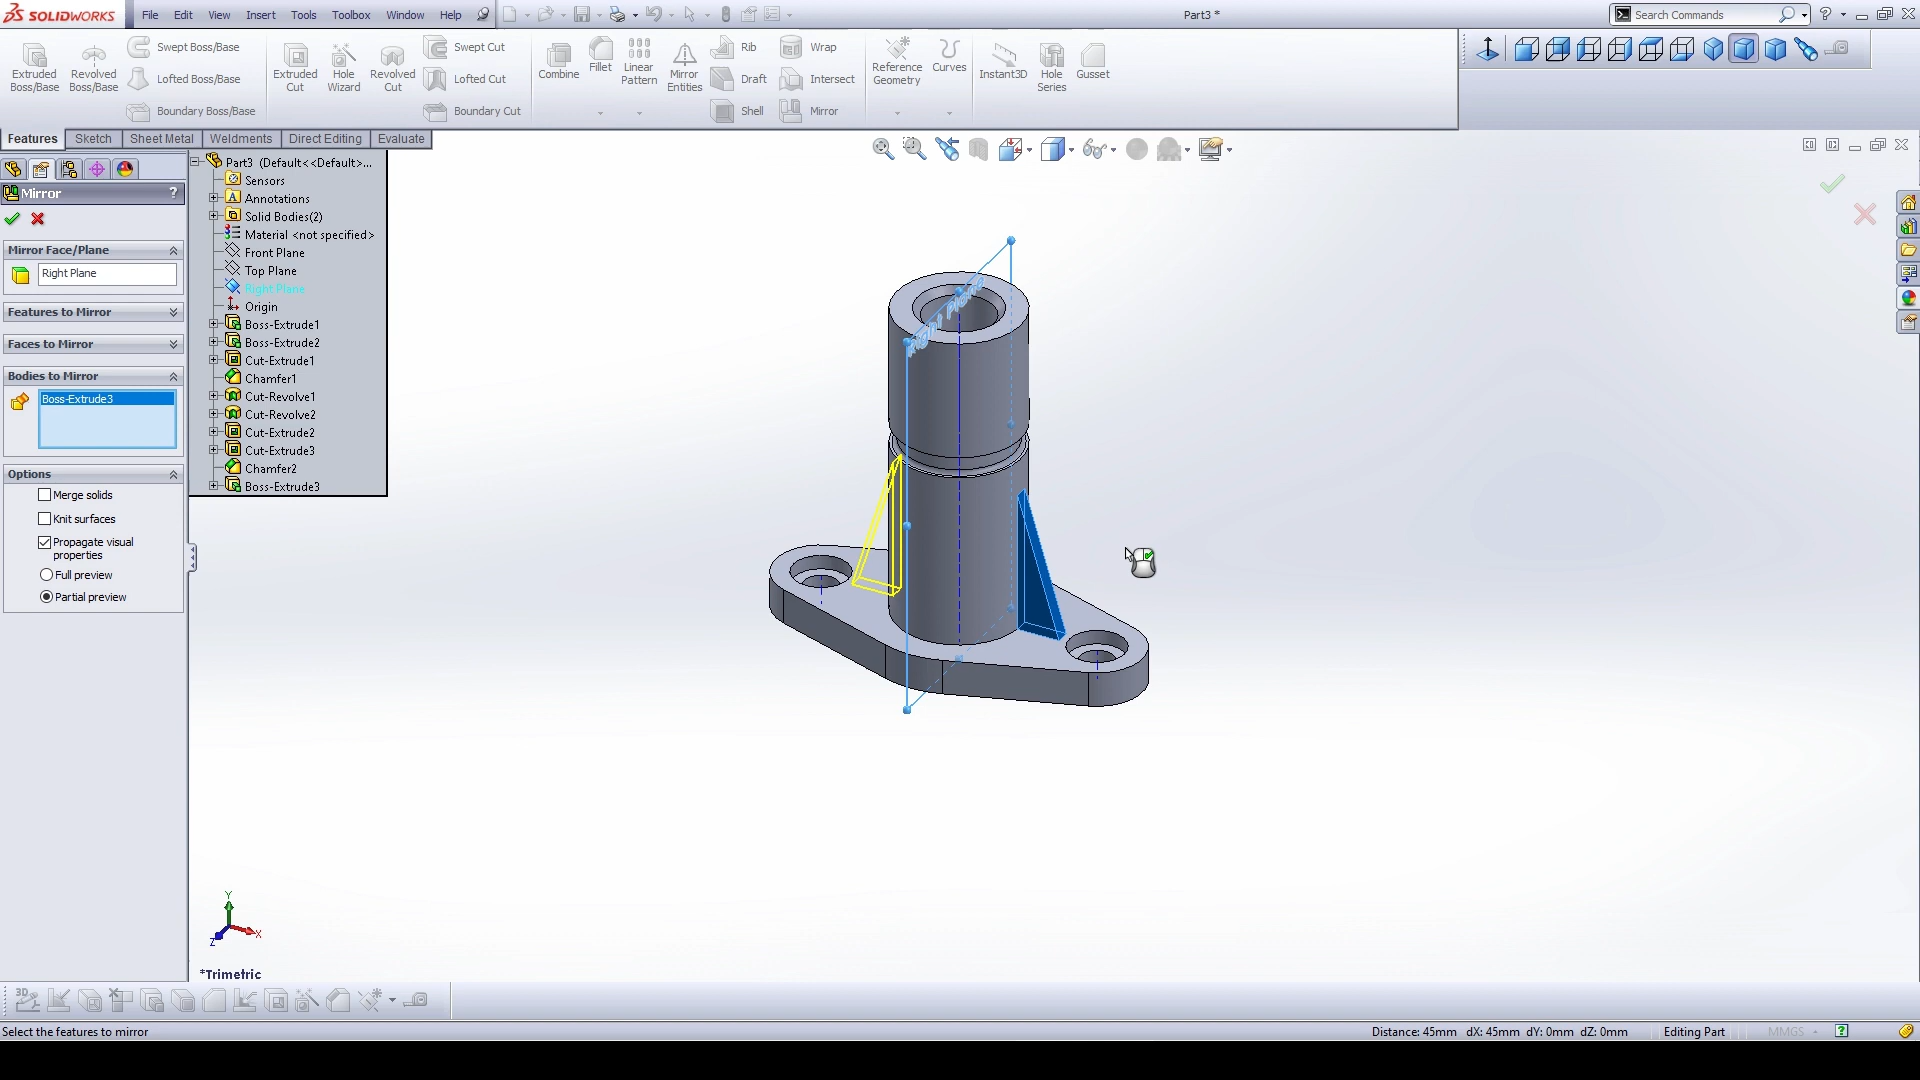 SOLIDWORKS
File Edit View Insert Tools Toolbox Window Help
Part3 *
Search Commands
Extruded Boss/Base
Revolved Boss/Base
Swept Boss/Base
Lofted Boss/Base
Boundary Boss/Base
Extruded Cut
Hole Wizard
Revolved Cut
Swept Cut
Lofted Cut
Boundary Cut
Combine
Fillet
Linear Pattern
Mirror Entities
Rib
Draft
Shell
Wrap
Intersect
Mirror
Reference Geometry
Curves
Instant3D
Hole Series
Gusset
Features Sketch Sheet Metal Weldments Direct Editing Evaluate
Mirror ?
Mirror Face/Plane
Right Plane
Features to Mirror
Faces to Mirror
Bodies to Mirror
Boss-Extrude3
Options
Merge solids
Knit surfaces
Propagate visual
properties
Full preview
Partial preview
Part3 (Default<<Default>...
Sensors
Annotations
Solid Bodies(2)
Material <not specified>
Front Plane
Top Plane
Right Plane
Origin
Boss-Extrude1
Boss-Extrude2
Cut-Extrude1
Chamfer1
Cut-Revolve1
Cut-Revolve2
Cut-Extrude2
Cut-Extrude3
Chamfer2
Boss-Extrude3
Right Plane
Y
X
Z
*Trimetric
3D
Select the features to mirror
Distance: 45mm dX: 45mm dY: 0mm dZ: 0mm
Editing Part
MMGS